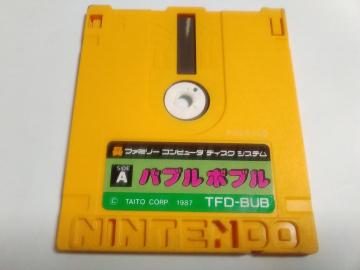 ファミリー コンピュータ ディスク システム
SIDE
A
バブルボブル
© TAITO CORP. 1987 TFD-BUB
NINTENDO